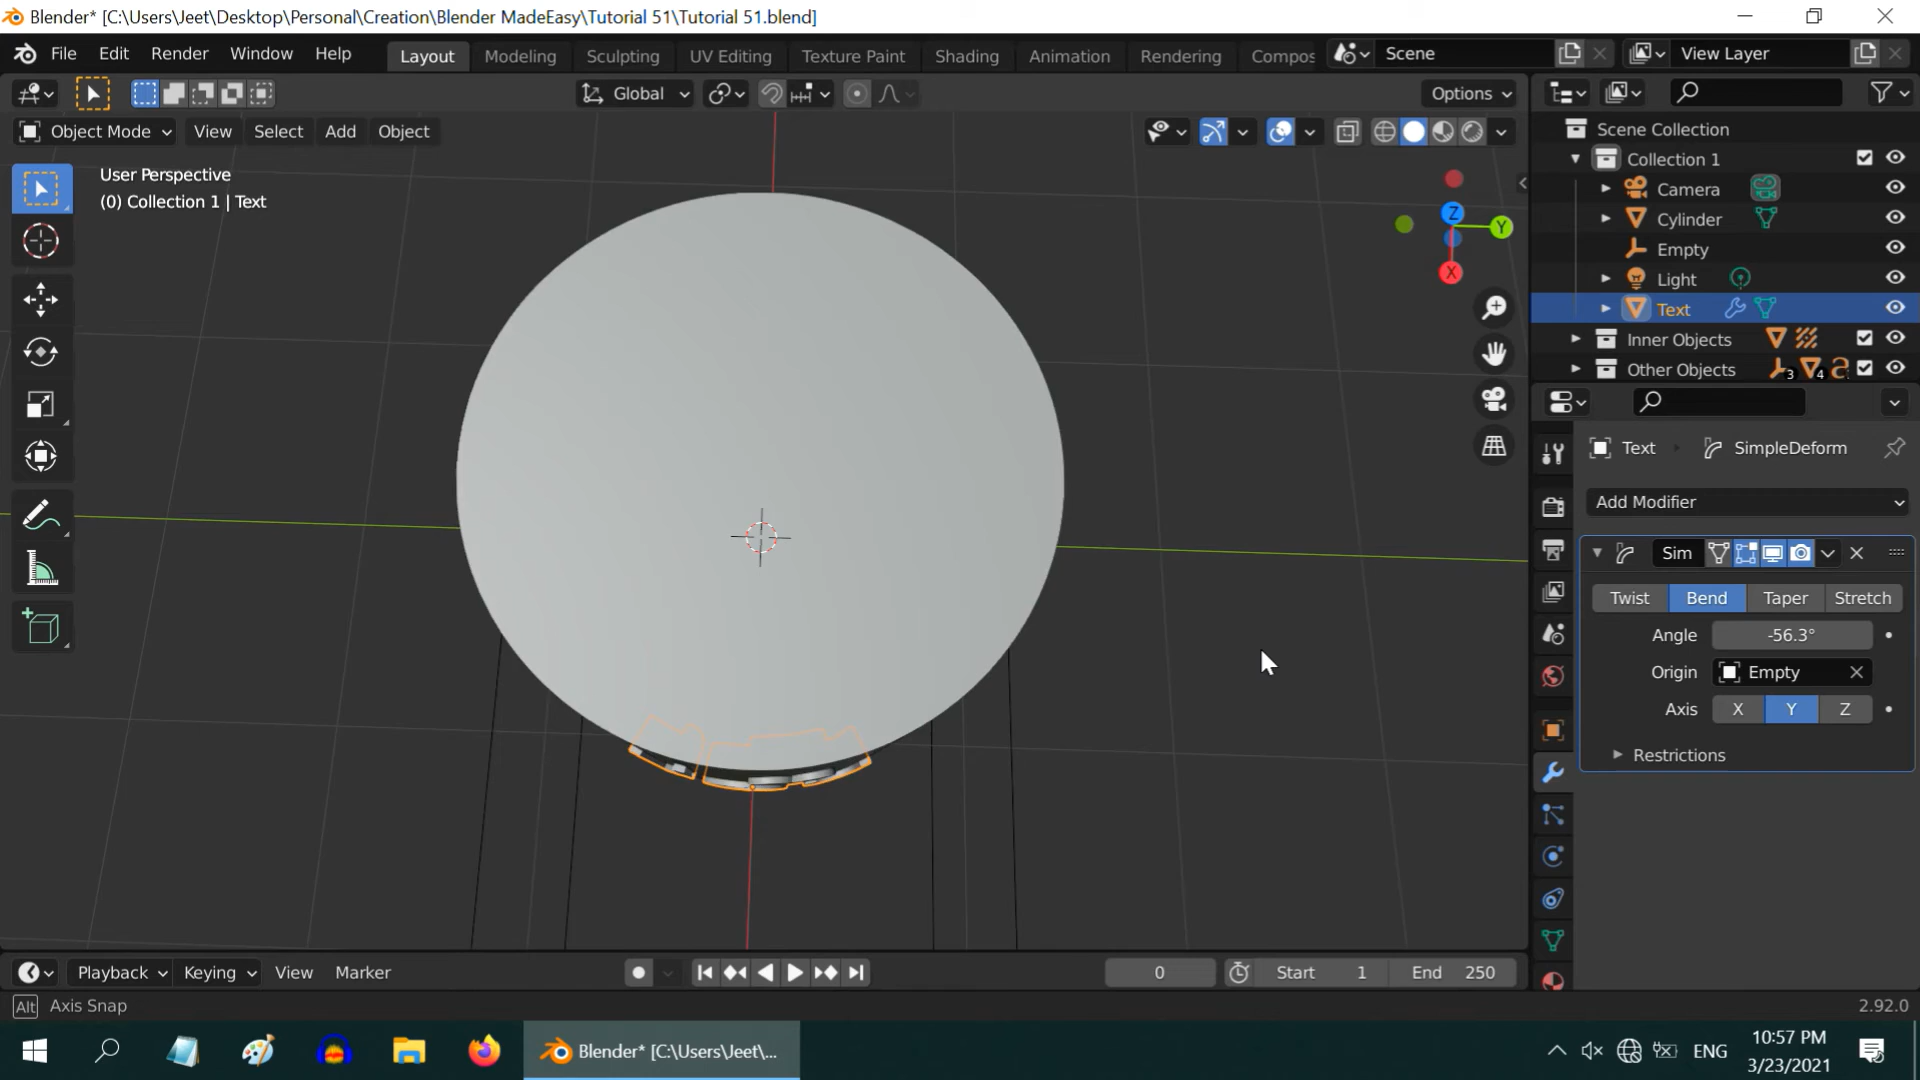 Blender* [C:\Users\Jeet\Desktop\Personal\Creation\Blender MadeEasy\Tutorial 51\Tutorial 51.blend]
File Edit Render Window Help
Layout Modeling Sculpting UV Editing Texture Paint Shading Animation Rendering Compos
Scene
View Layer
Global
Options
Object Mode View Select Add Object
User Perspective
(0) Collection 1 | Text
Z
Y
X
Scene Collection
Collection 1
Camera
Cylinder
Empty
Light
Text
Inner Objects
Other Objects
3
4
Text SimpleDeform
Add Modifier
Sim
Twist Bend Taper Stretch
Angle -56.3°
Origin Empty
Axis X Y Z
Restrictions
Playback Keying View Marker
0
Start 1
End 250
Alt Axis Snap
2.92.0
Blender* [C:\Users\Jeet\...
ENG
10:57 PM
3/23/2021